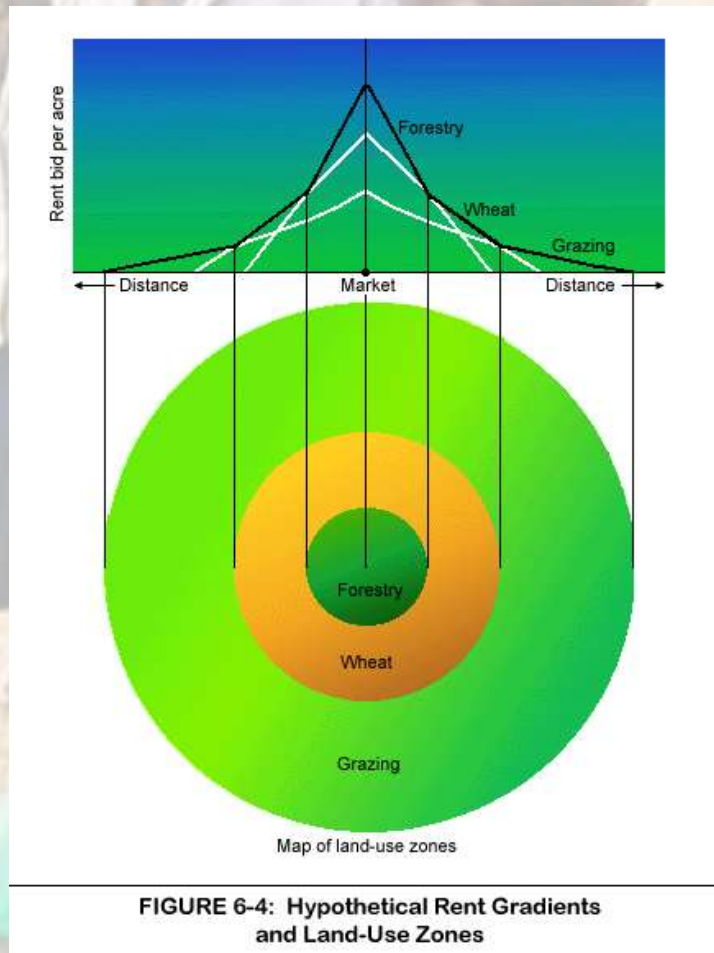 Rent bid per acre
Forestry
Wheat
Grazing
Distance Market Distance
Forestry
Wheat
Grazing
Map of land-use zones
FIGURE 6-4: Hypothetical Rent Gradients
and Land-Use Zones